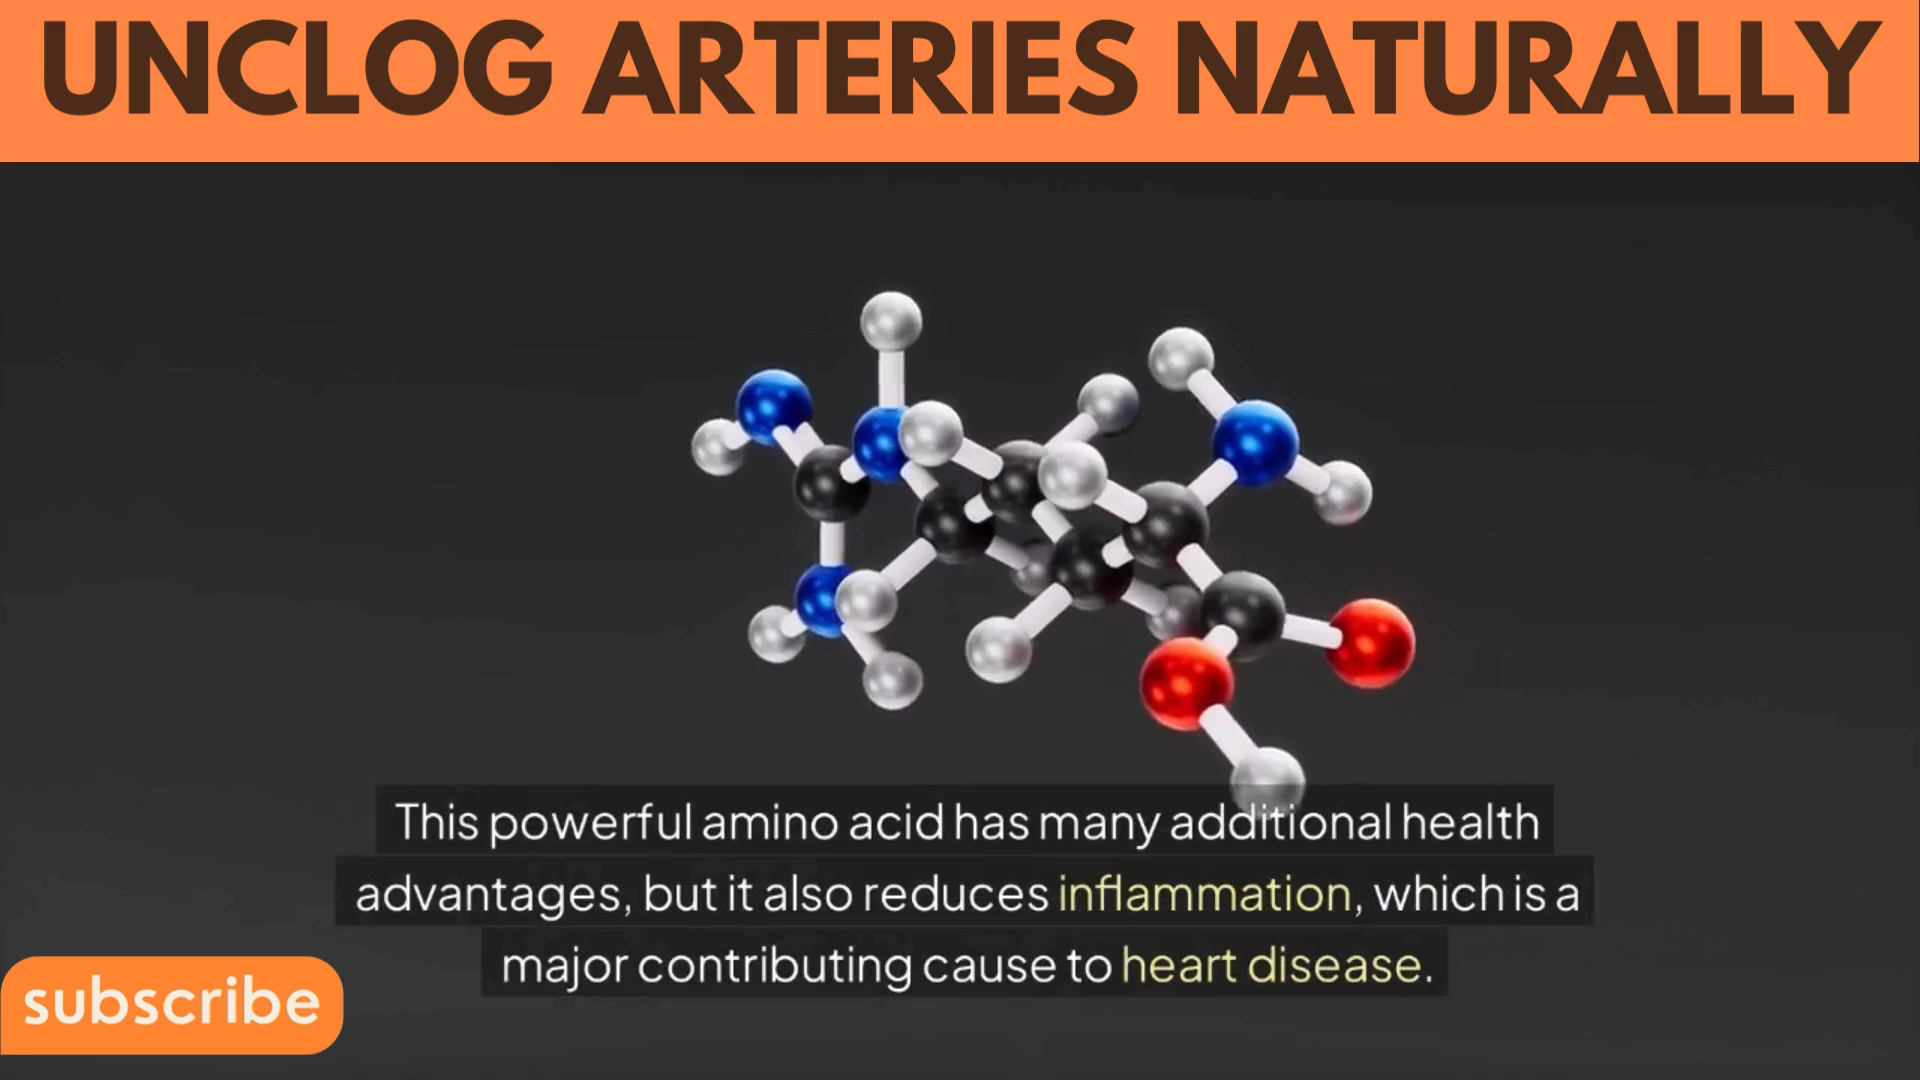 UNCLOG ARTERIES NATURALLY
This powerful amino acid has many additional health
advantages, but it also reduces inflammation, which is a
major contributing cause to heart disease.
subscribe